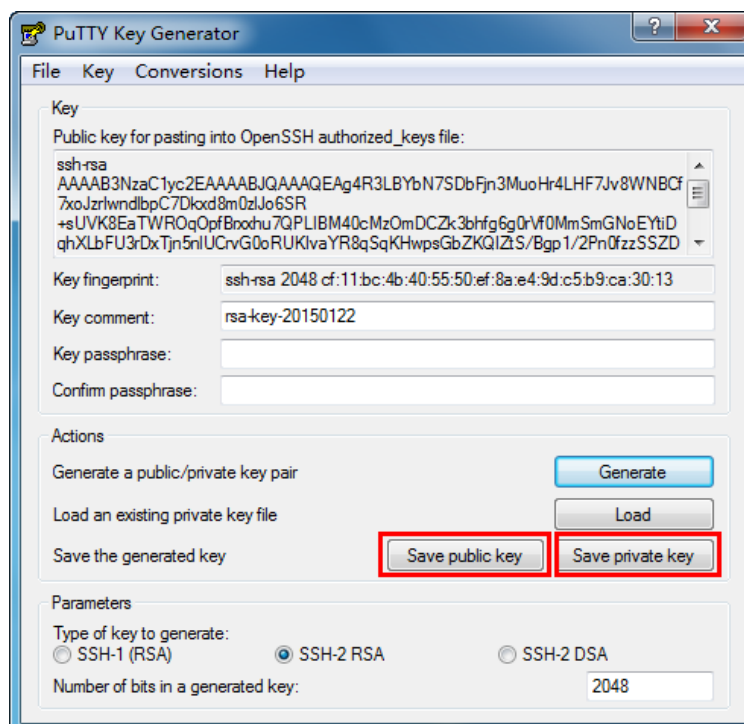 PuTTY Key Generator
File Key Conversions Help
Key
Public key for pasting into OpenSSH authorized_keys file:
ssh-rsa
AAAAB3NzaC1yc2EAAAABJQAAAQEAg4R3LBYbN7SDbFjn3MuoHr4LHF7Jv8WNBCf
7xoJzrIwndlbpC7Dkxd8m0zIJo6SR
+sUVK8EaTWROqOpfBrxxhu7QPLIBM40cMzOmDCZk3bhfg6g0rVf0MmSmGNoEYtiD
qhXLbFU3rDxTjn5nIUCrvG0oRUKIvaYR8qSqKHwpsGbZKQIZtS/Bgp1/2Pn0fzzSSZD
Key fingerprint: ssh-rsa 2048 cf:11:bc:4b:40:55:50:ef:8a:e4:9d:c5:b9:ca:30:13
Key comment: rsa-key-20150122
Key passphrase:
Confirm passphrase:
Actions
Generate a public/private key pair Generate
Load an existing private key file Load
Save the generated key Save public key Save private key
Parameters
Type of key to generate:
SSH-1 (RSA) SSH-2 RSA SSH-2 DSA
Number of bits in a generated key: 2048